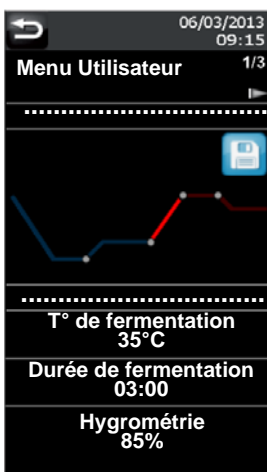 06/03/2013
09:15
Menu Utilisateur 1/3
T° de fermentation
35°C
Durée de fermentation
03:00
Hygrométrie
85%